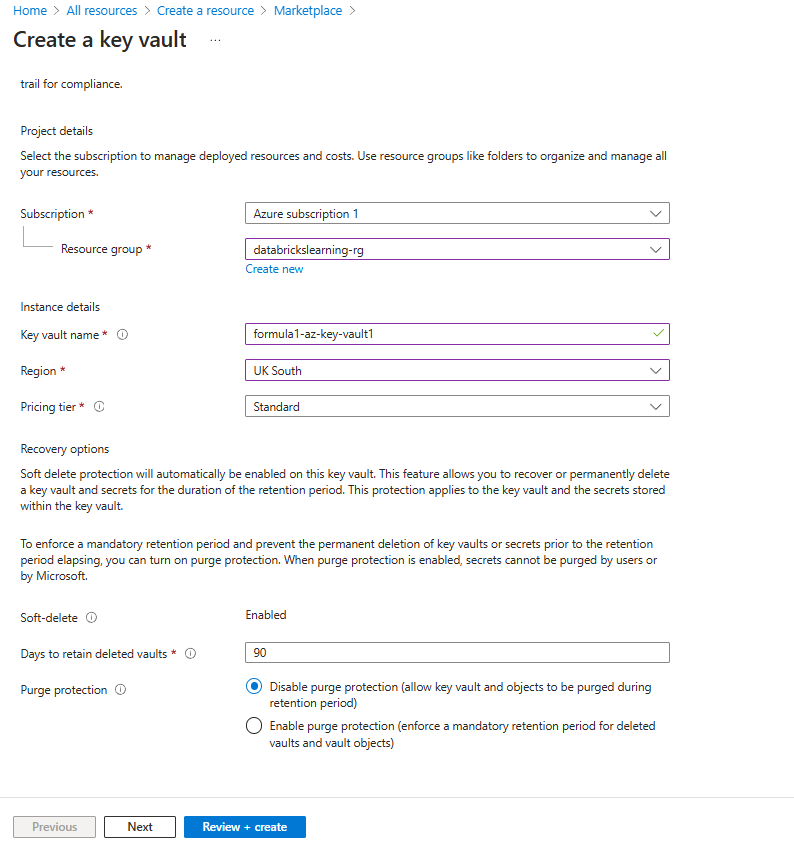 Home > All resources > Create a resource > Marketplace >
Create a key vault ...
trail for compliance.
Project details
Select the subscription to manage deployed resources and costs. Use resource groups like folders to organize and manage all
your resources.
Subscription *
Azure subscription 1
Resource group *
databrickslearning-rg
Create new
Instance details
Key vault name *
formula1-az-key-vault1
Region *
UK South
Pricing tier *
Standard
Recovery options
Soft delete protection will automatically be enabled on this key vault. This feature allows you to recover or permanently delete
a key vault and secrets for the duration of the retention period. This protection applies to the key vault and the secrets stored
within the key vault.
To enforce a mandatory retention period and prevent the permanent deletion of key vaults or secrets prior to the retention
period elapsing, you can turn on purge protection. When purge protection is enabled, secrets cannot be purged by users or
by Microsoft.
Soft-delete
Enabled
Days to retain deleted vaults *
90
Purge protection
Disable purge protection (allow key vault and objects to be purged during
retention period)
Enable purge protection (enforce a mandatory retention period for deleted
vaults and vault objects)
Previous
Next
Review + create